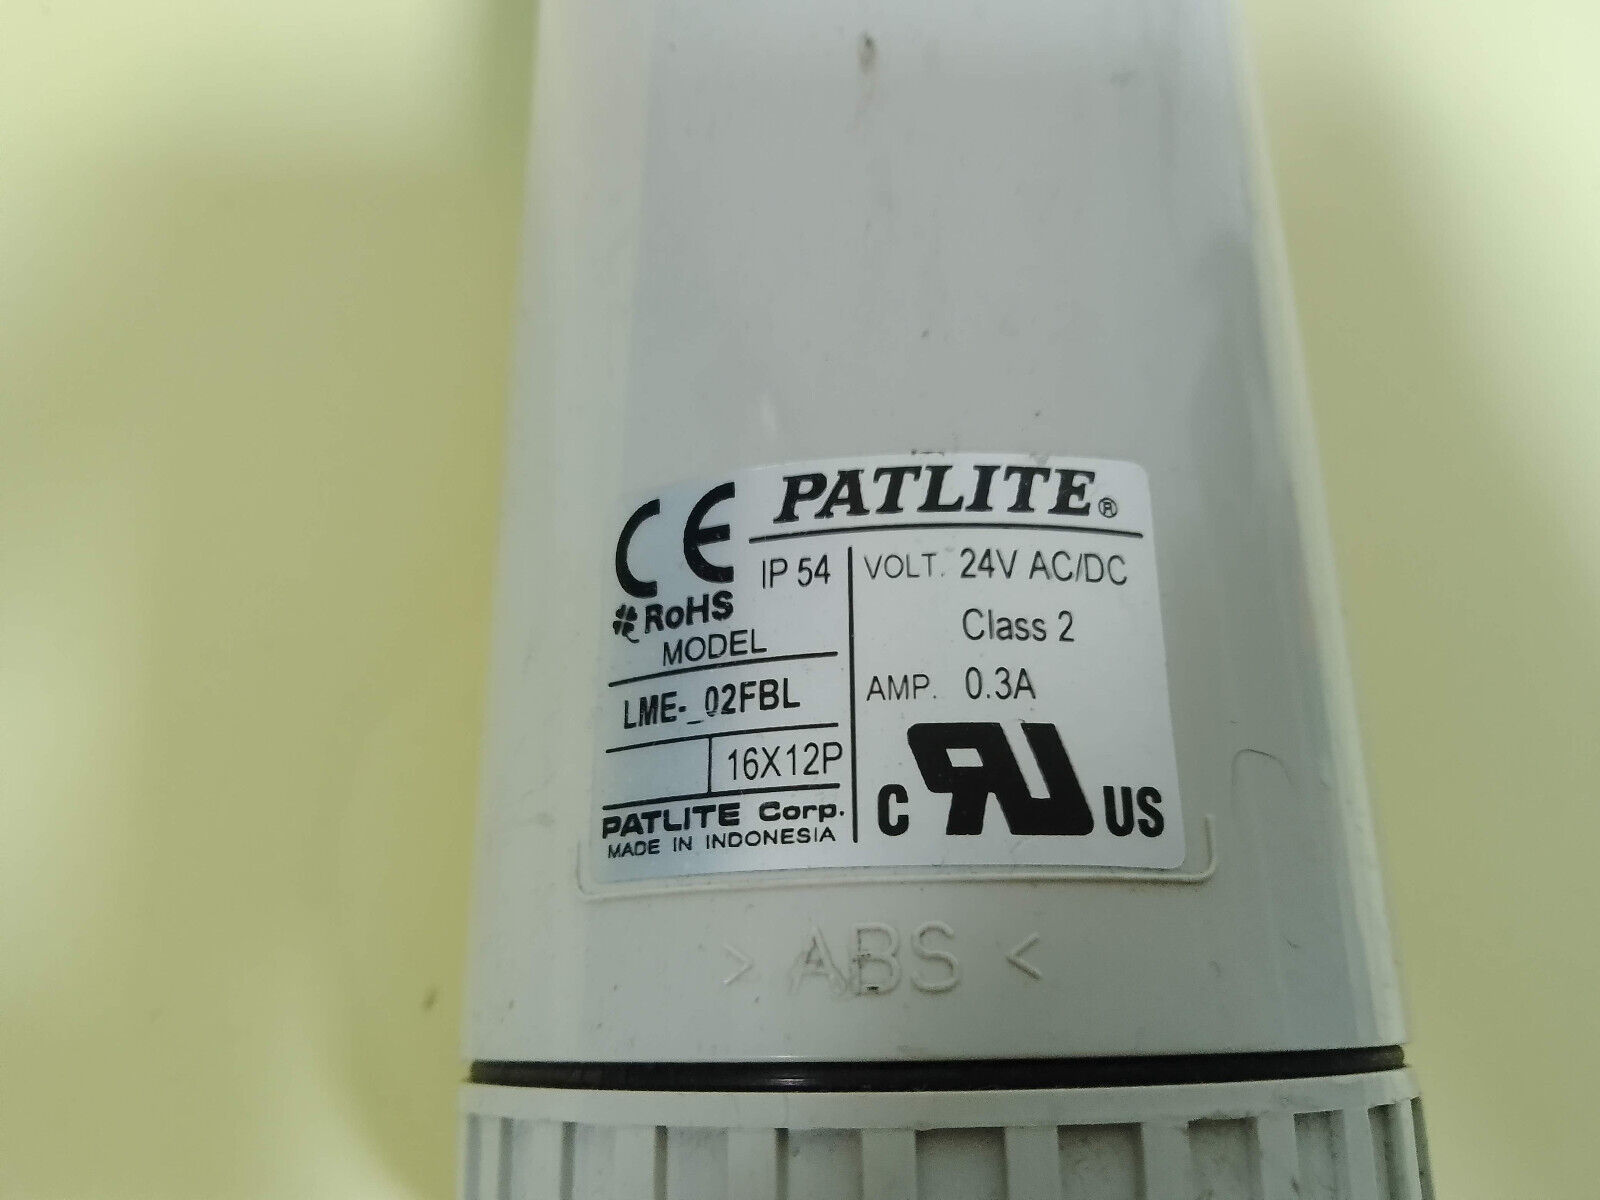 CE PATLITE®
IP 54
RoHS
MODEL
LME-_02FBL
16X12P
PATLITE Corp.
MADE IN INDONESIA
VOLT. 24V AC/DC
Class 2
AMP. 0.3A
C RU US
> ABS <